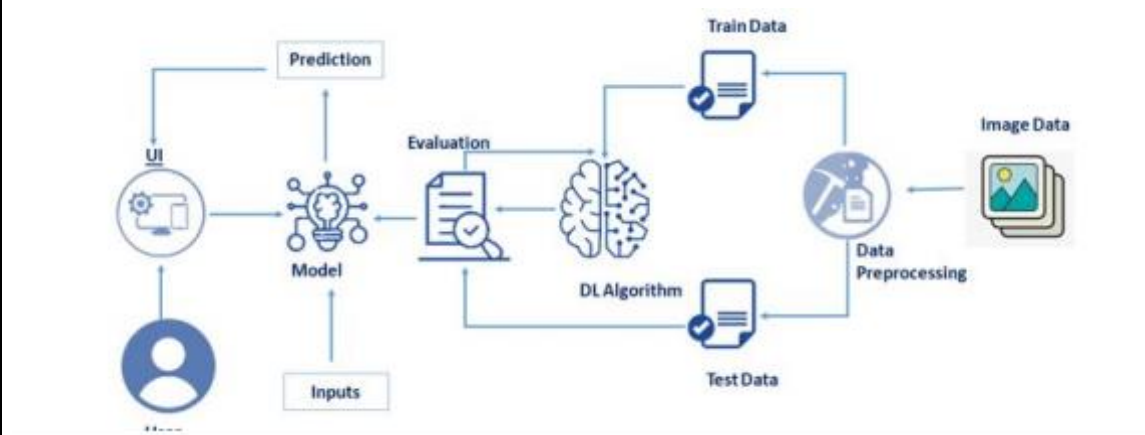 Train Data
Prediction
Image Data
Evaluation
UI
Data
Preprocessing
Model
DL Algorithm
Test Data
Inputs